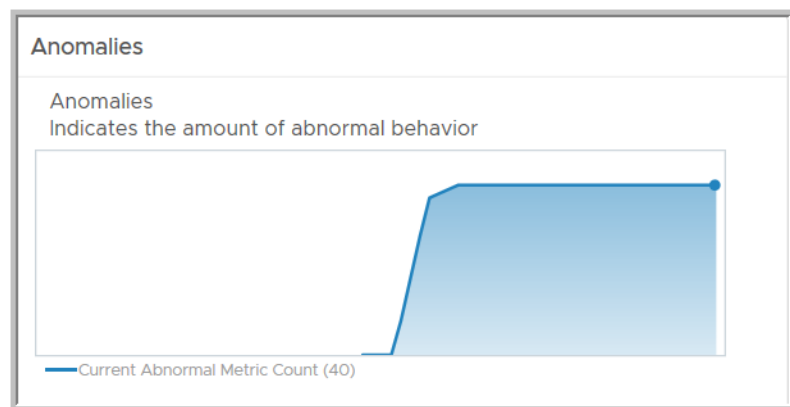 Anomalies
Anomalies
Indicates the amount of abnormal behavior
Current Abnormal Metric Count (40)